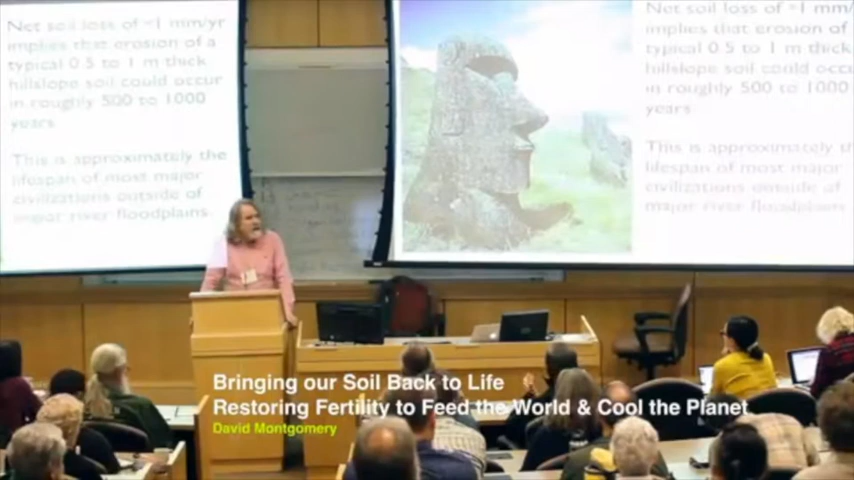 Net soil loss of ~1 mm/yr
implies that erosion of a
typical 0.5 to 1 m thick
hillslope soil could occur
in roughly 500 to 1000
years
This is approximately the
lifespan of most major
civilizations outside of
major river floodplains.
Net soil loss of ~1 mm/
implies that erosion of
typical 0.5 to 1 m thick
hillslope soil could occu
in roughly 500 to 1000
years
This is approximately th
lifespan of most major
civilizations outside of
major river floodplains.
Bringing our Soil Back to Life
Restoring Fertility to Feed the World & Cool the Planet
David Montgomery